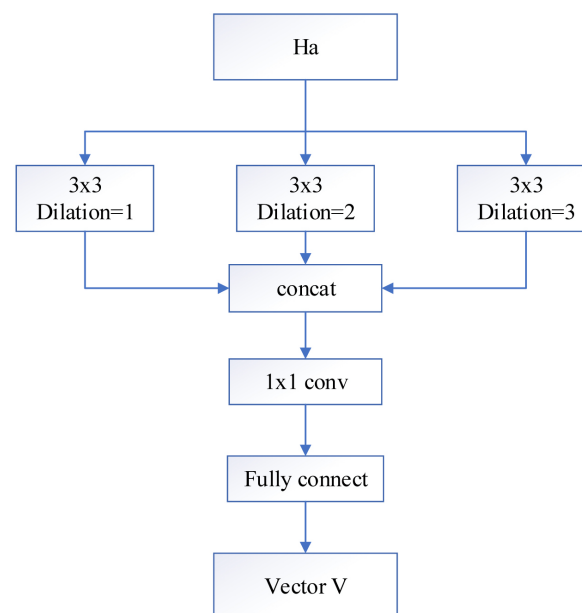 Ha
3x3
Dilation=1
3x3
Dilation=2
3x3
Dilation=3
concat
1x1 conv
Fully connect
Vector V